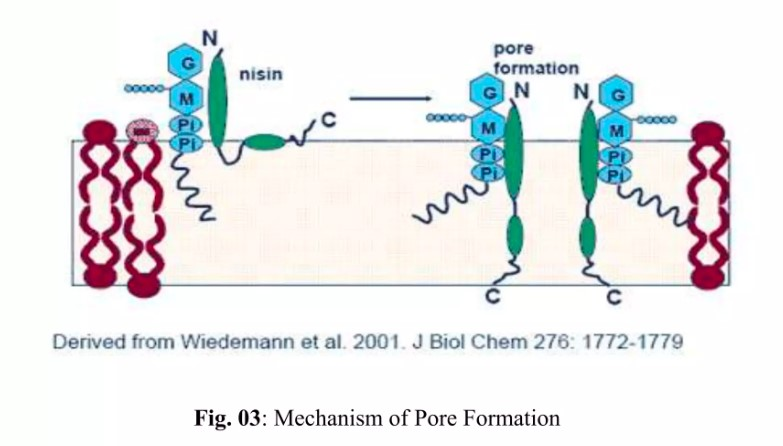 N
G
nisin
M
Pi
Pi
C
pore
formation
G N
M
Pi
Pi
C
N G
M
Pi
Pi
C
Derived from Wiedemann et al. 2001. J Biol Chem 276: 1772-1779
Fig. 03: Mechanism of Pore Formation